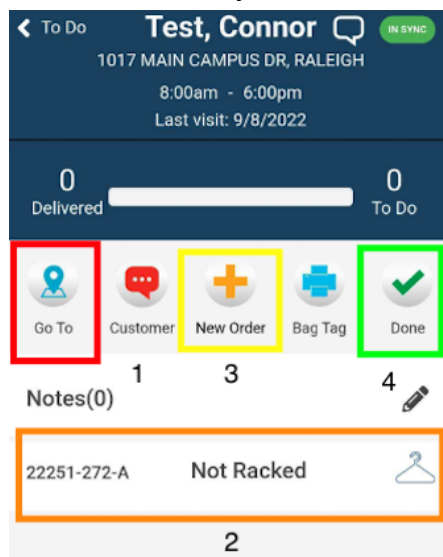 To Do
Test, Connor
IN SYNC
1017 MAIN CAMPUS DR, RALEIGH
8:00am - 6:00pm
Last visit: 9/8/2022
0 0
Delivered To Do
Go To Customer New Order Bag Tag Done
1 3 4
Notes(0)
22251-272-A Not Racked
2